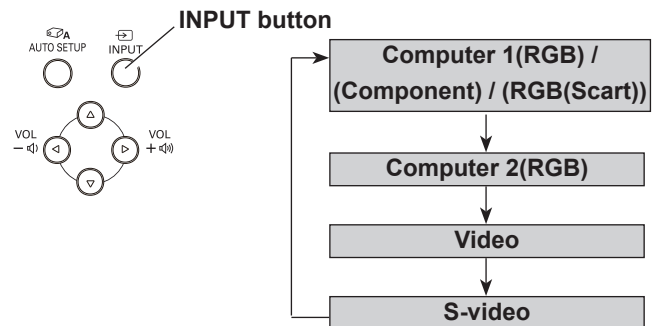 INPUT button
A
AUTO SETUP
INPUT
VOL
−
VOL
+
Computer 1(RGB) /
(Component) / (RGB(Scart))
Computer 2(RGB)
Video
S-video